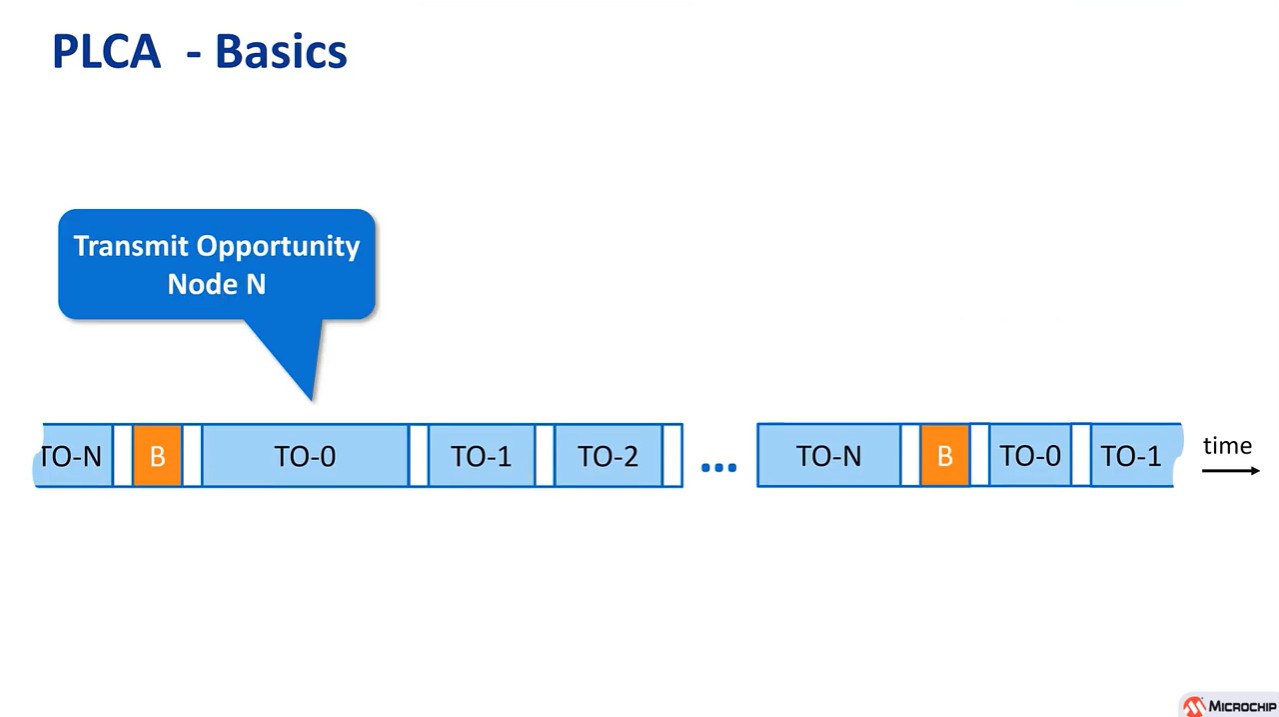 PLCA - Basics
Transmit Opportunity
Node N
TO-N
B
TO-0
TO-1
TO-2
...
TO-N
B
TO-0
TO-1
time
MICROCHIP